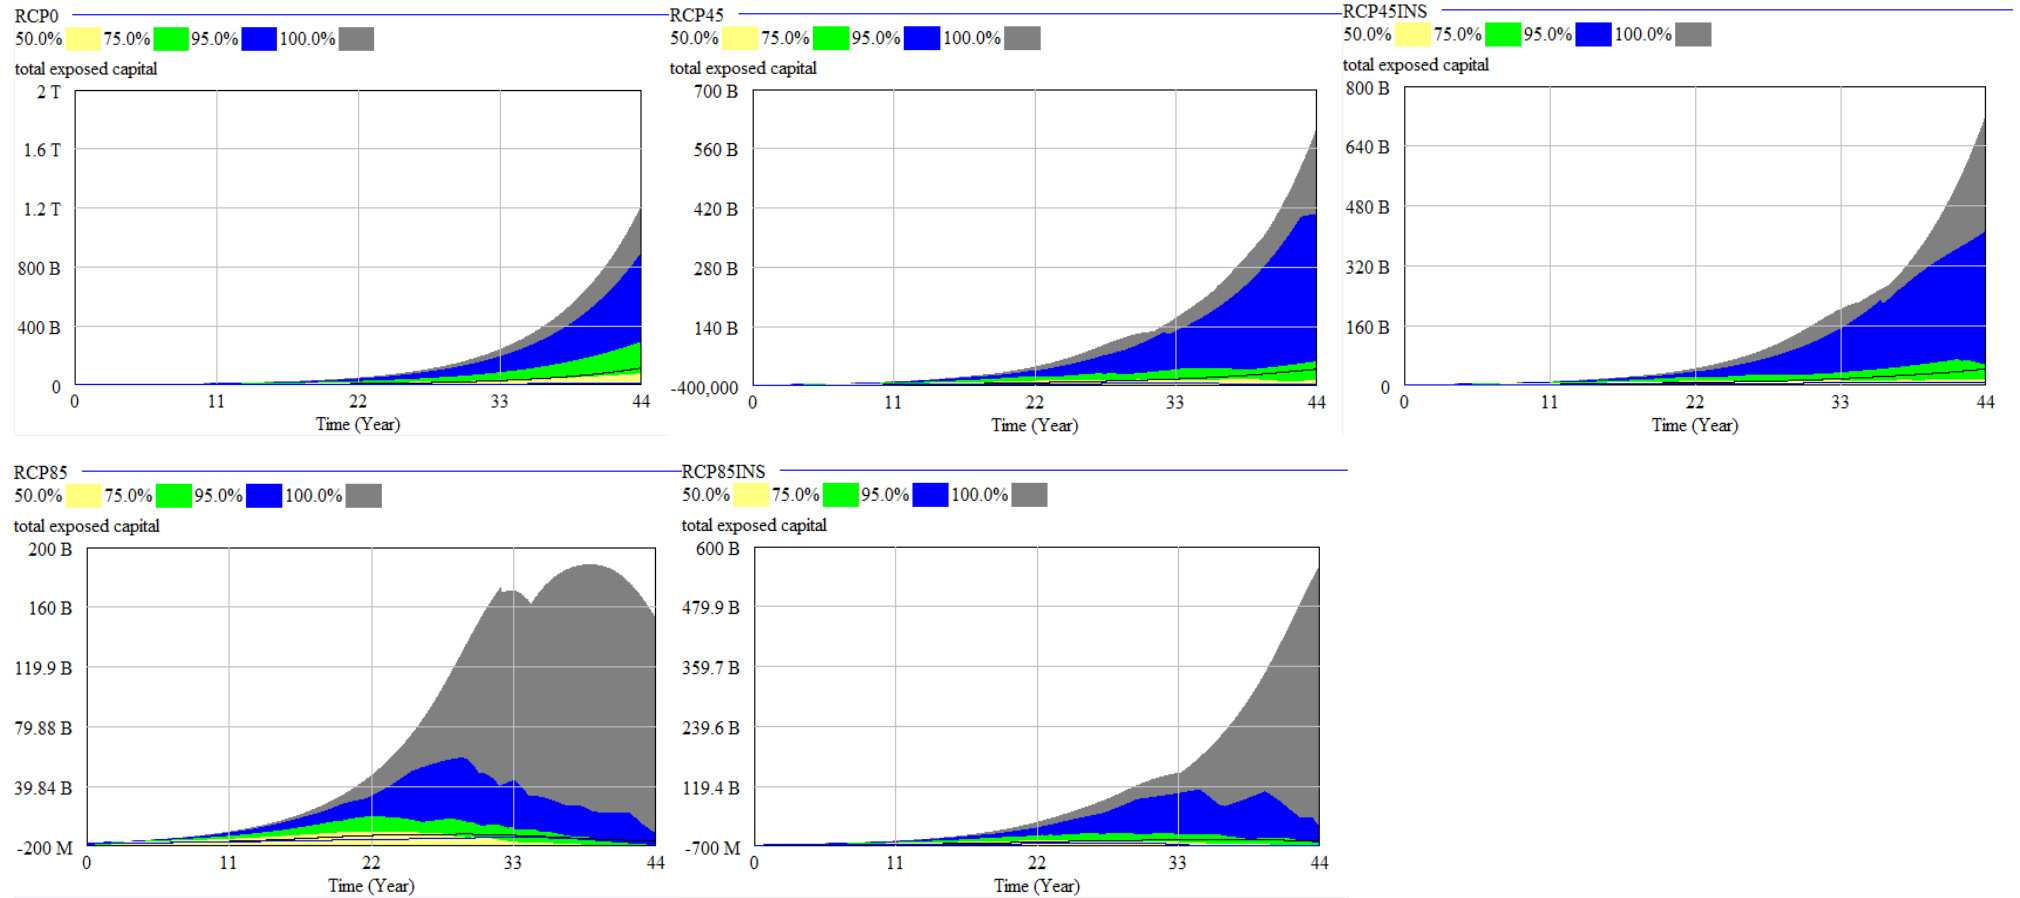 RCP0
50.0% 75.0% 95.0% 100.0%
total exposed capital
2 T
1.6 T
1.2 T
800 B
400 B
0
0 11 22 33 44
Time (Year)
RCP45
50.0% 75.0% 95.0% 100.0%
total exposed capital
700 B
560 B
420 B
280 B
140 B
-400,000
0 11 22 33 44
Time (Year)
RCP45INS
50.0% 75.0% 95.0% 100.0%
total exposed capital
800 B
640 B
480 B
320 B
160 B
0
0 11 22 33 44
Time (Year)
RCP85
50.0% 75.0% 95.0% 100.0%
total exposed capital
200 B
160 B
119.9 B
79.88 B
39.84 B
-200 M
0 11 22 33 44
Time (Year)
RCP85INS
50.0% 75.0% 95.0% 100.0%
total exposed capital
600 B
479.9 B
359.7 B
239.6 B
119.4 B
-700 M
0 11 22 33 44
Time (Year)